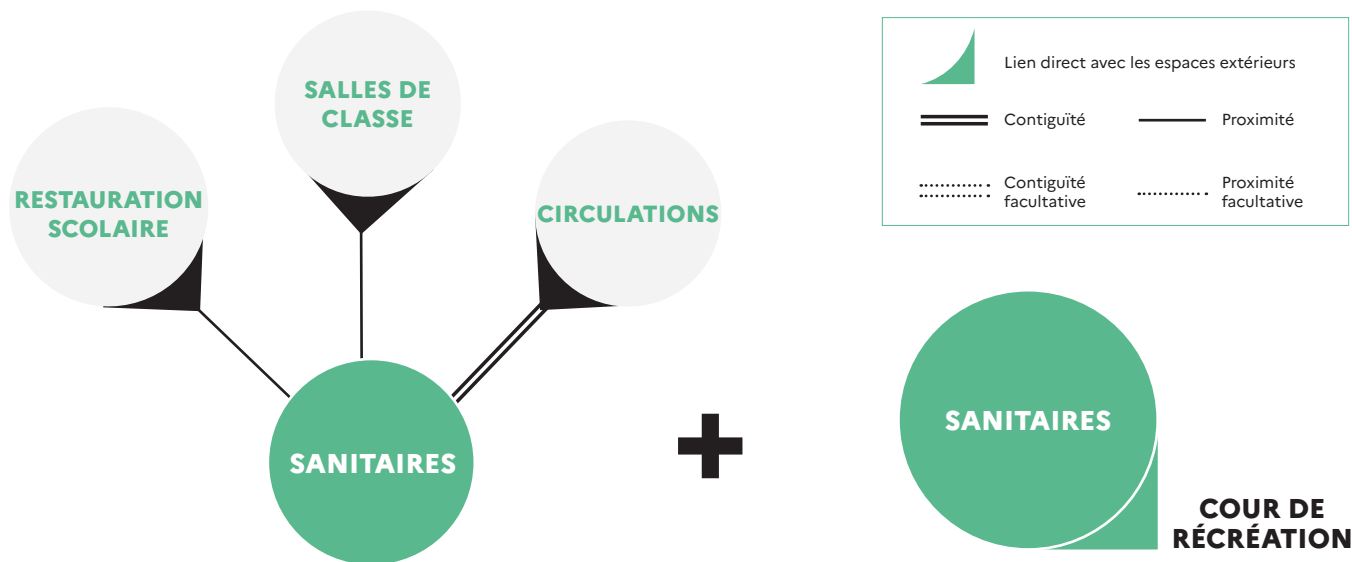 SALLES DE
CLASSE
RESTAURATION
SCOLAIRE
CIRCULATIONS
SANITAIRES
Lien direct avec les espaces extérieurs
Contiguïté
Proximité
Contiguïté
facultative
Proximité
facultative
SANITAIRES
COUR DE
RÉCRÉATION